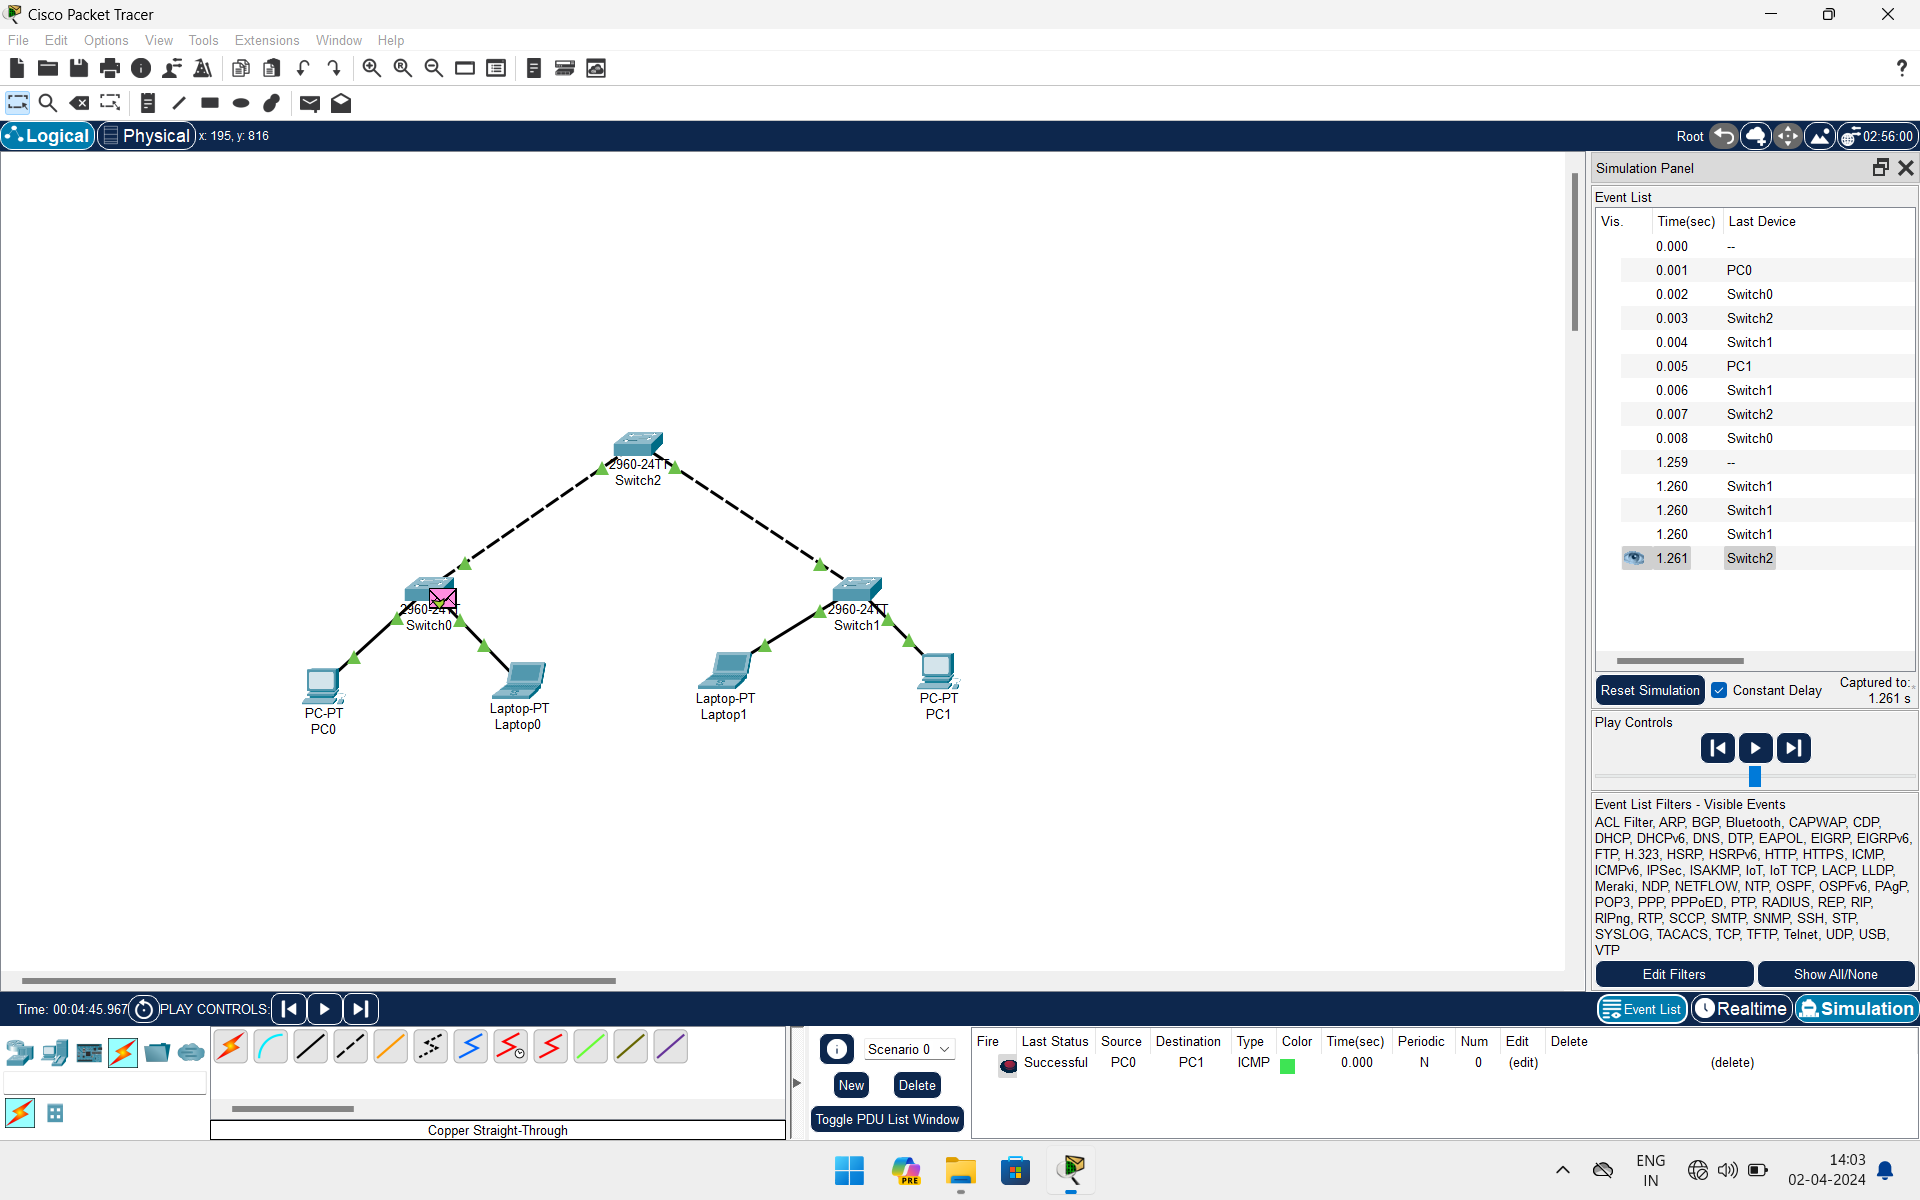 Cisco Packet Tracer
File Edit Options View Tools Extensions Window Help
?
Logical Physical x: 195, y: 816
Root 02:56:00
Simulation Panel
Event List
Vis. Time(sec) Last Device
0.000 --
0.001 PC0
0.002 Switch0
0.003 Switch2
0.004 Switch1
0.005 PC1
0.006 Switch1
0.007 Switch2
0.008 Switch0
1.259 --
1.260 Switch1
1.260 Switch1
1.260 Switch1
1.261 Switch2
Reset Simulation Constant Delay Captured to:
1.261 s
Play Controls
Event List Filters - Visible Events
ACL Filter, ARP, BGP, Bluetooth, CAPWAP, CDP,
DHCP, DHCPv6, DNS, DTP, EAPOL, EIGRP, EIGRPv6,
FTP, H.323, HSRP, HSRPv6, HTTP, HTTPS, ICMP,
ICMPv6, IPSec, ISAKMP, IoT, IoT TCP, LACP, LLDP,
Meraki, NDP, NETFLOW, NTP, OSPF, OSPFv6, PAgP,
POP3, PPP, PPPoED, PTP, RADIUS, REP, RIP,
RIPng, RTP, SCCP, SMTP, SNMP, SSH, STP,
SYSLOG, TACACS, TCP, TFTP, Telnet, UDP, USB,
VTP
Edit Filters Show All/None
2960-24TT
Switch2
2960-24TT
Switch0
2960-24TT
Switch1
PC-PT
PC0
Laptop-PT
Laptop0
Laptop-PT
Laptop1
PC-PT
PC1
Time: 00:04:45.967 PLAY CONTROLS:
Event List Realtime Simulation
Copper Straight-Through
Scenario 0
New Delete
Toggle PDU List Window
Fire Last Status Source Destination Type Color Time(sec) Periodic Num Edit Delete
Successful PC0 PC1 ICMP 0.000 N 0 (edit) (delete)
PRE
ENG
IN
14:03
02-04-2024